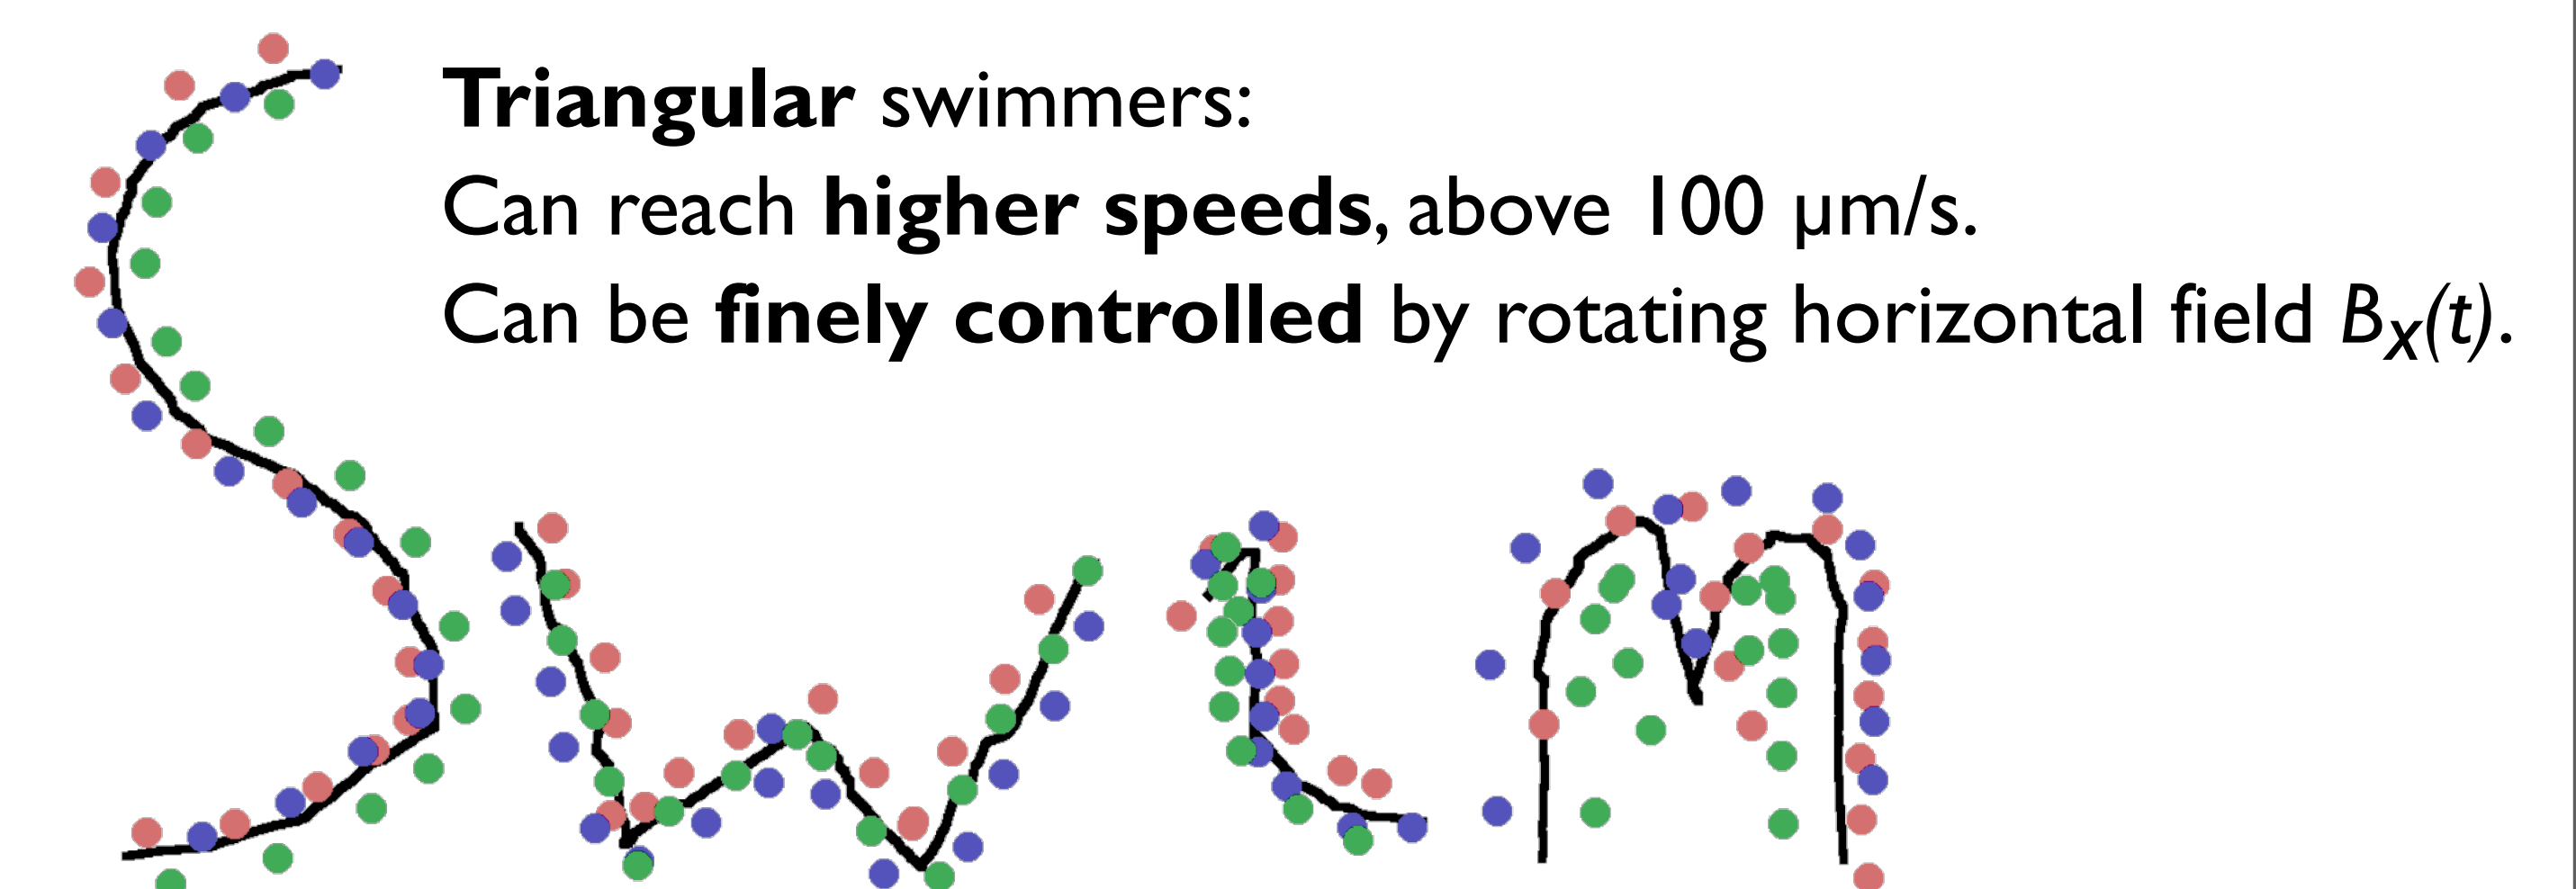 Triangular swimmers:
Can reach higher speeds, above 100 µm/s.
Can be finely controlled by rotating horizontal field Bx(t).
swim